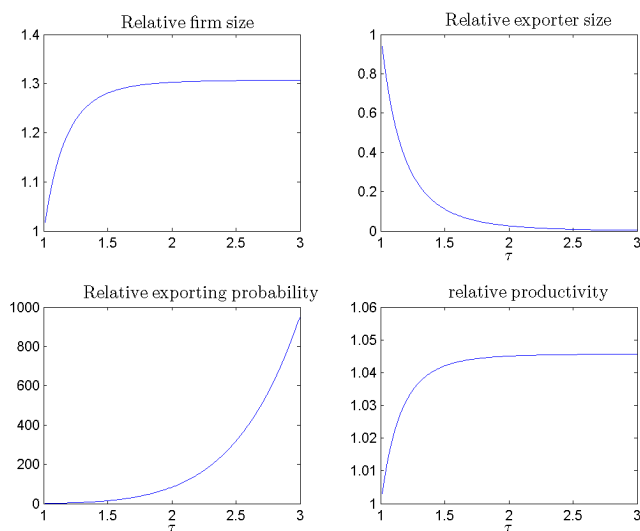 Relative firm size
1.4
1.3
1.2
1.1
1
1 1.5 2 2.5 3
Relative exporter size
1
0.8
0.6
0.4
0.2
0
1 1.5 2 2.5 3
τ
Relative exporting probability
1000
800
600
400
200
0
1 1.5 2 2.5 3
τ
relative productivity
1.06
1.05
1.04
1.03
1.02
1.01
1
1 1.5 2 2.5 3
τ